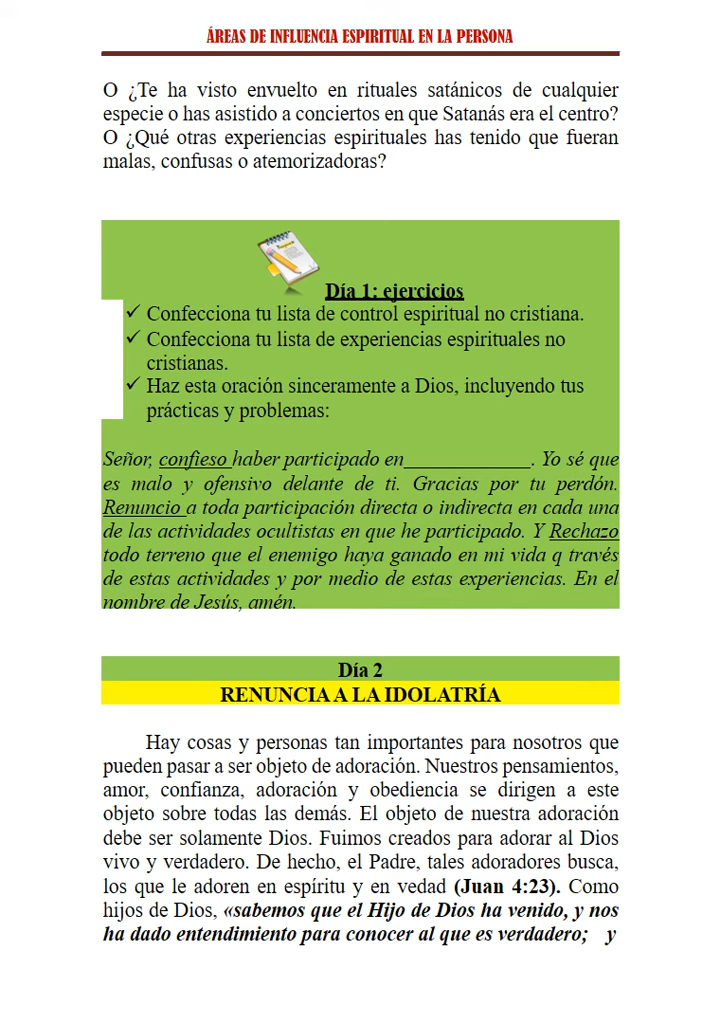 ÁREAS DE INFLUENCIA ESPIRITUAL EN LA PERSONA
O ¿Te ha visto envuelto en rituales satánicos de cualquier
especie o has asistido a conciertos en que Satanás era el centro?
O ¿Qué otras experiencias espirituales has tenido que fueran
malas, confusas o atemorizadoras?
Día 1: ejercicios
✓ Confecciona tu lista de control espiritual no cristiana.
✓ Confecciona tu lista de experiencias espirituales no
cristianas.
✓ Haz esta oración sinceramente a Dios, incluyendo tus
prácticas y problemas:
Señor, confieso haber participado en____________. Yo sé que
es malo y ofensivo delante de ti. Gracias por tu perdón.
Renuncio a toda participación directa o indirecta en cada una
de las actividades ocultistas en que he participado. Y Rechazo
todo terreno que el enemigo haya ganado en mi vida q través
de estas actividades y por medio de estas experiencias. En el
nombre de Jesús, amén.
Día 2
RENUNCIA A LA IDOLATRÍA
Hay cosas y personas tan importantes para nosotros que
pueden pasar a ser objeto de adoración. Nuestros pensamientos,
amor, confianza, adoración y obediencia se dirigen a este
objeto sobre todas las demás. El objeto de nuestra adoración
debe ser solamente Dios. Fuimos creados para adorar al Dios
vivo y verdadero. De hecho, el Padre, tales adoradores busca,
los que le adoren en espíritu y en vedad (Juan 4:23). Como
hijos de Dios, «sabemos que el Hijo de Dios ha venido, y nos
ha dado entendimiento para conocer al que es verdadero; y